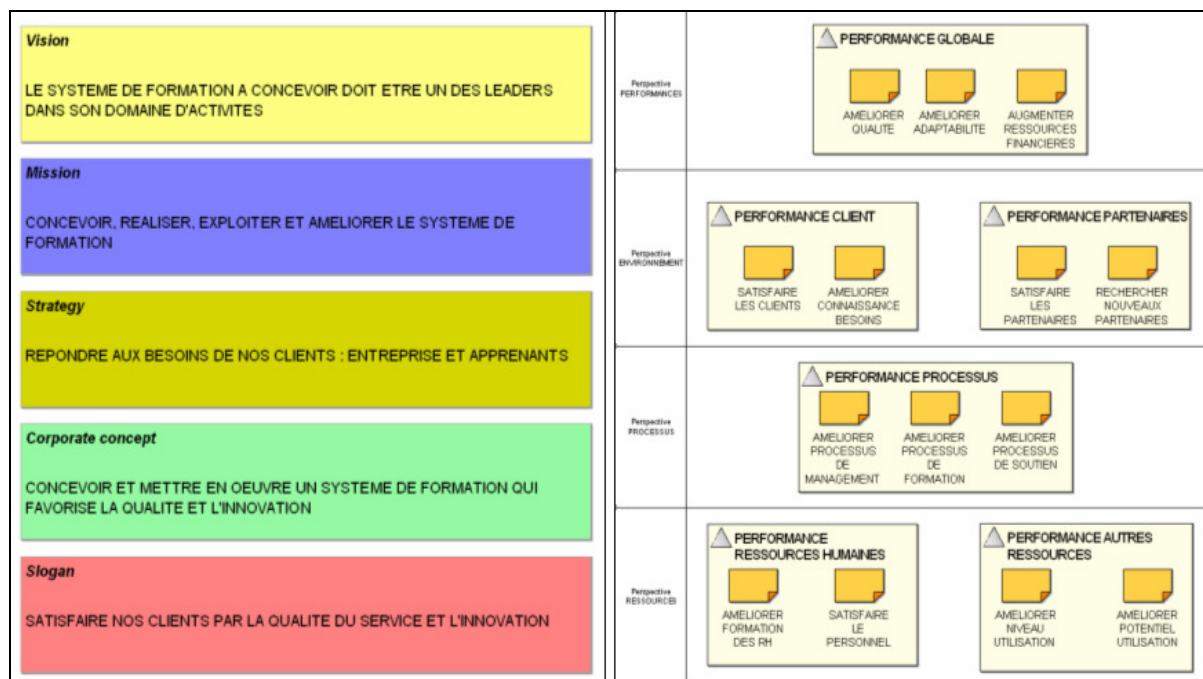 Vision
LE SYSTEME DE FORMATION A CONCEVOIR DOIT ETRE UN DES LEADERS
DANS SON DOMAINE D'ACTIVITES
Mission
CONCEVOIR, REALISER, EXPLOITER ET AMELIORER LE SYSTEME DE
FORMATION
Strategy
REPONDRE AUX BESOINS DE NOS CLIENTS : ENTREPRISE ET APPRENANTS
Corporate concept
CONCEVOIR ET METTRE EN OEUVRE UN SYSTEME DE FORMATION QUI
FAVORISE LA QUALITE ET L'INNOVATION
Slogan
SATISFAIRE NOS CLIENTS PAR LA QUALITE DU SERVICE ET L'INNOVATION
Perspective
PERFORMANCES
PERFORMANCE GLOBALE
AMELIORER
QUALITE
AMELIORER
ADAPTABILITE
AUGMENTER
RESSOURCES
FINANCIERES
Perspective
ENVIRONNEMENT
PERFORMANCE CLIENT
SATISFAIRE
LES CLIENTS
AMELIORER
CONNAISSANCE
BESOINS
PERFORMANCE PARTENAIRES
SATISFAIRE
LES
PARTENAIRES
RECHERCHER
NOUVEAUX
PARTENAIRES
Perspective
PROCESSUS
PERFORMANCE PROCESSUS
AMELIORER
PROCESSUS
DE
MANAGEMENT
AMELIORER
PROCESSUS
DE
FORMATION
AMELIORER
PROCESSUS
DE SOUTIEN
Perspective
RESSOURCES
PERFORMANCE
RESSOURCES HUMAINES
AMELIORER
FORMATION
DES RH
SATISFAIRE
LE
PERSONNEL
PERFORMANCE AUTRES
RESSOURCES
AMELIORER
NIVEAU
UTILISATION
AMELIORER
POTENTIEL
UTILISATION